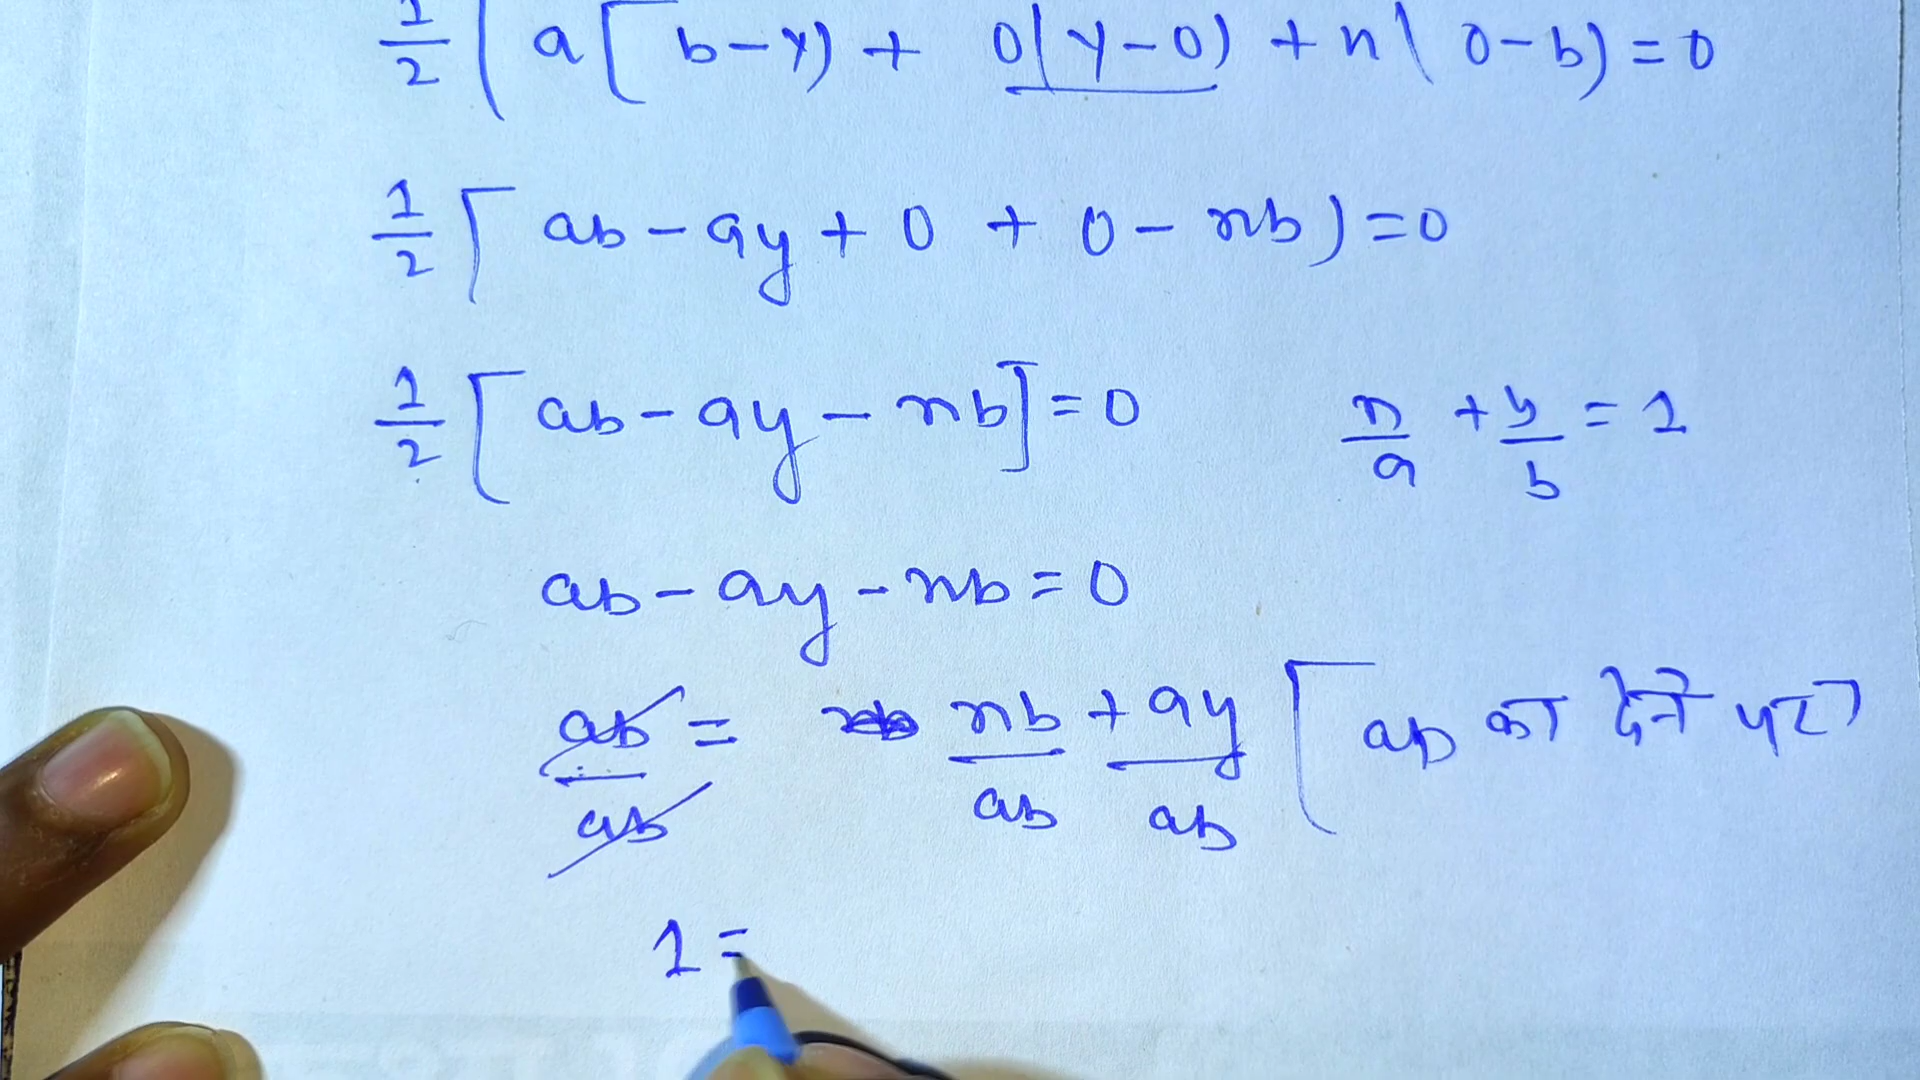 1/2 ( a [ b-y) + 0(y-0) + x( 0-b) = 0
1/2 [ ab - ay + 0 + 0 - xb ) = 0
1/2 [ ab - ay - xb ] = 0
x/a + y/b = 1
ab - ay - xb = 0
ab/ab = xb/ab + ay/ab [ ab का देने पर
1 =